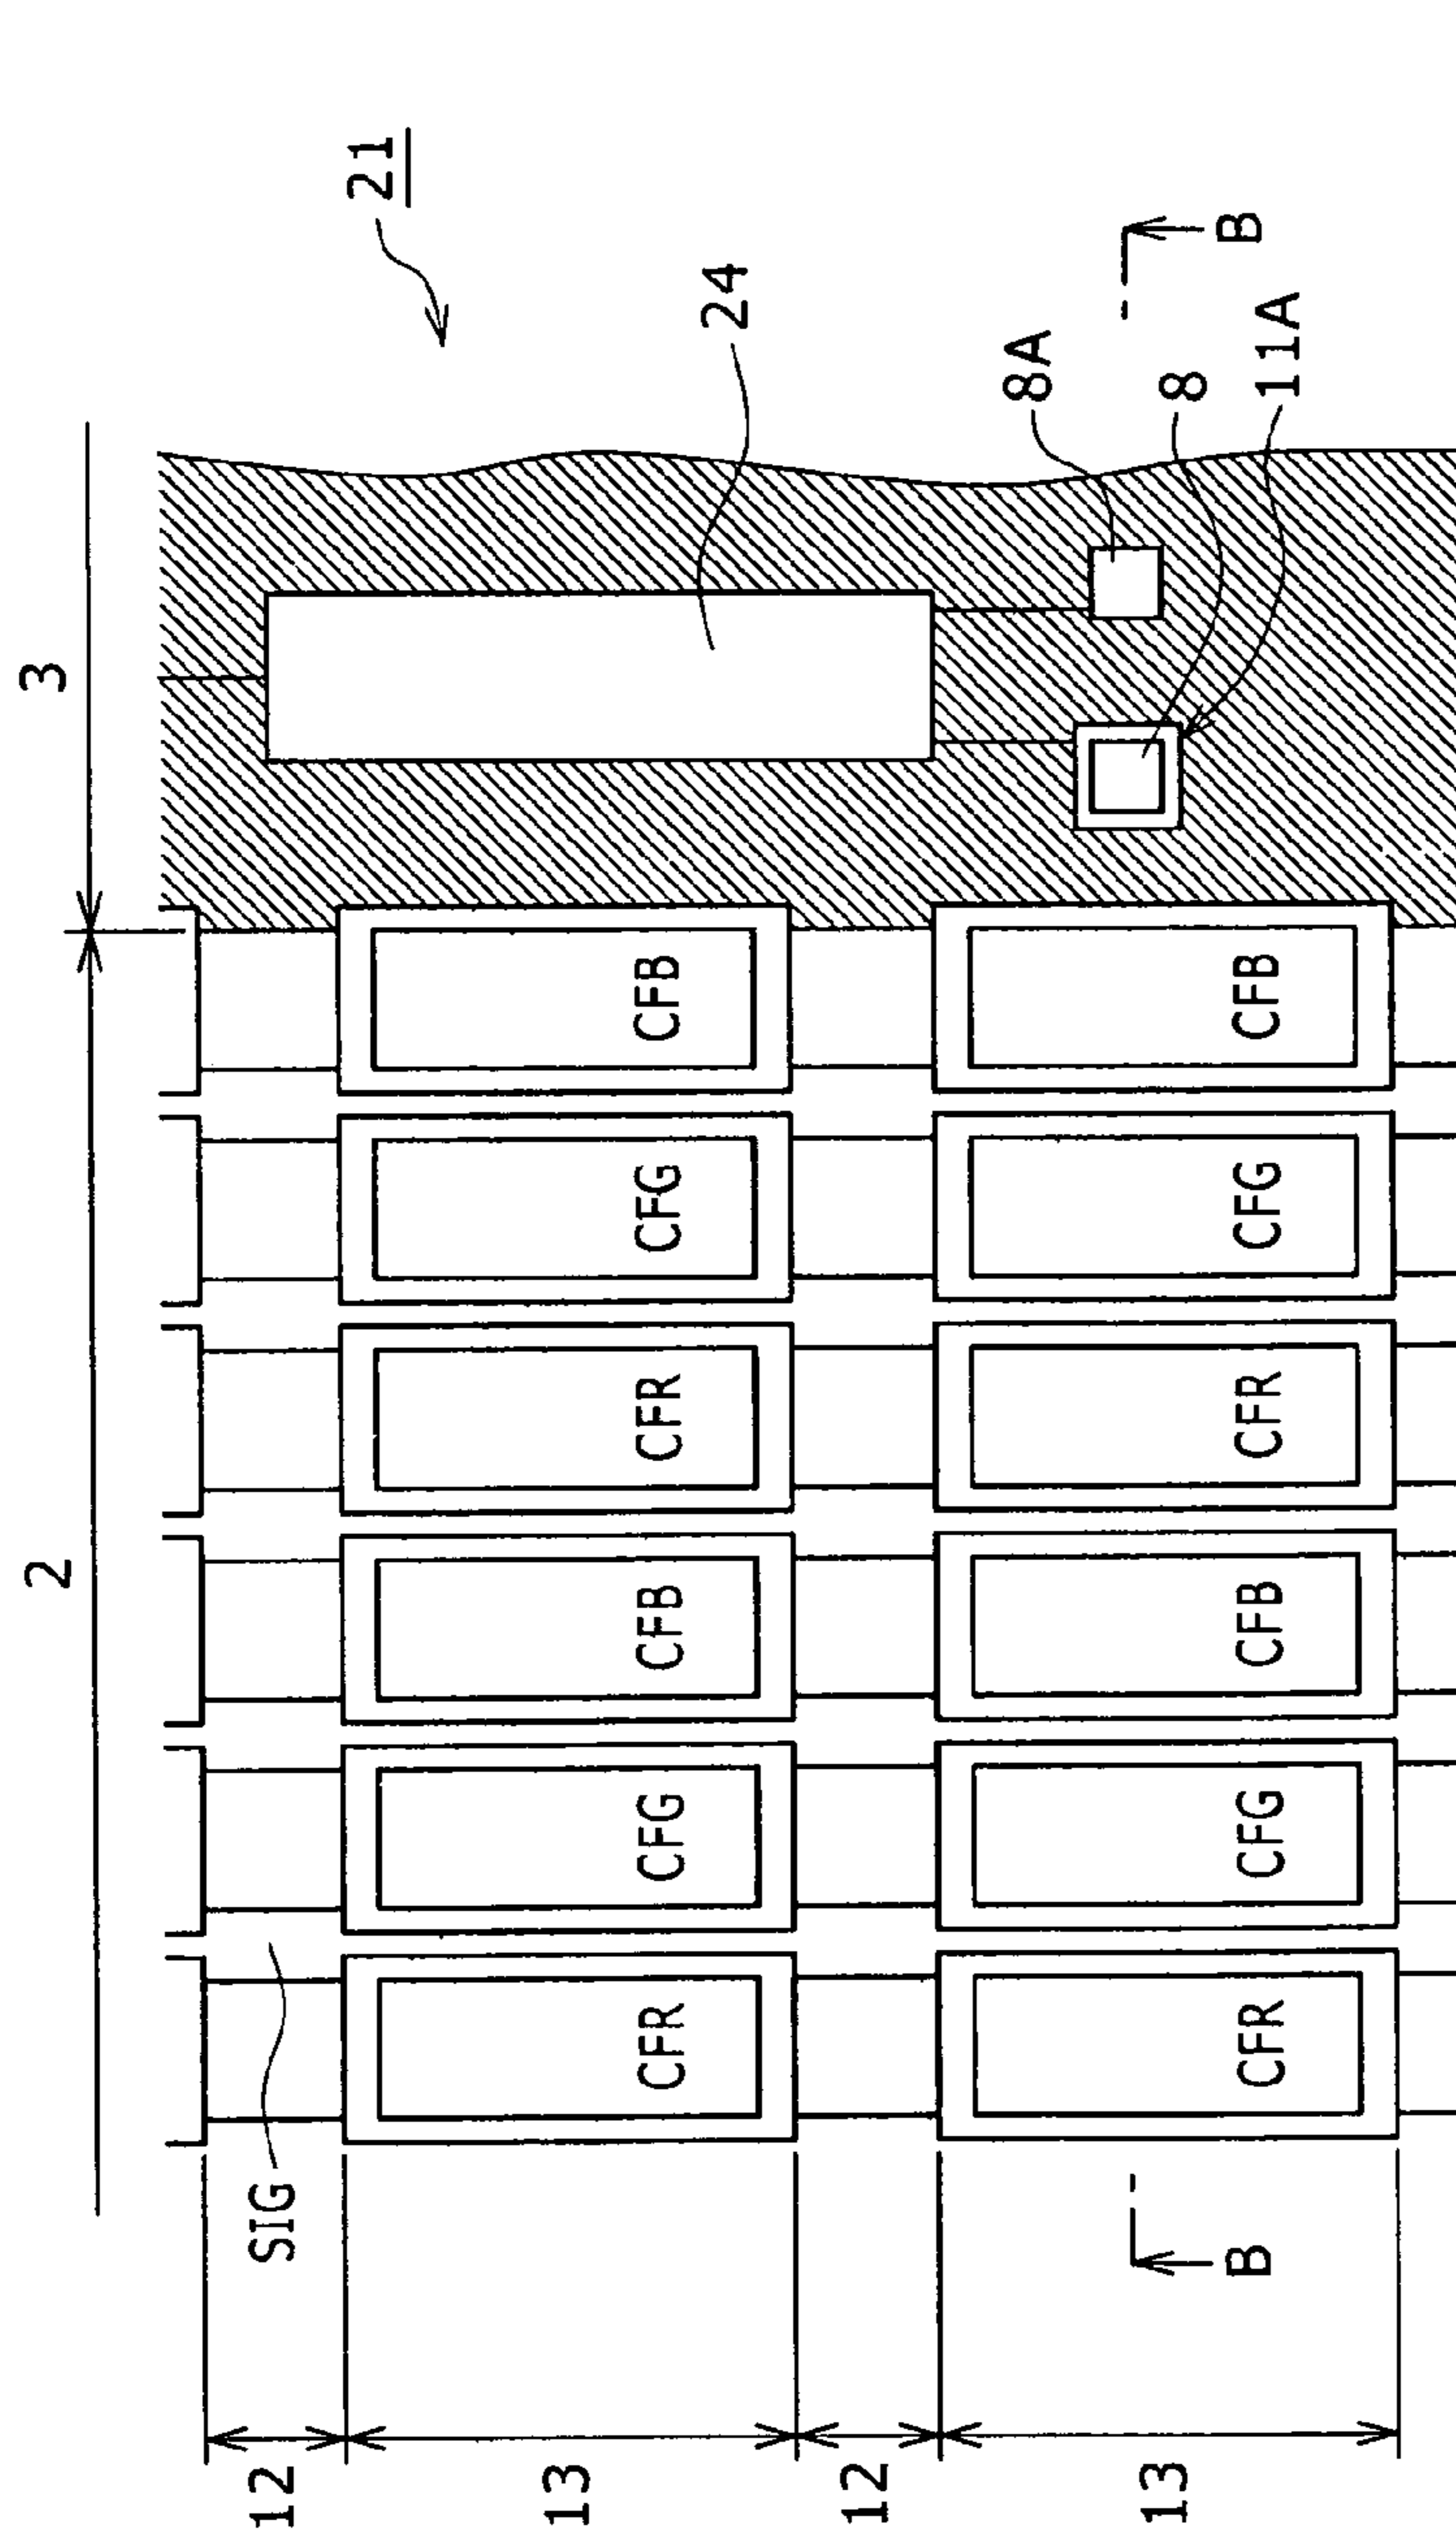 2 3
12 SIG
21
13 CFR CFG CFB CFR CFG CFB 24
12
8A
13 8
B CFR CFG CFB CFR CFG CFB B
11A